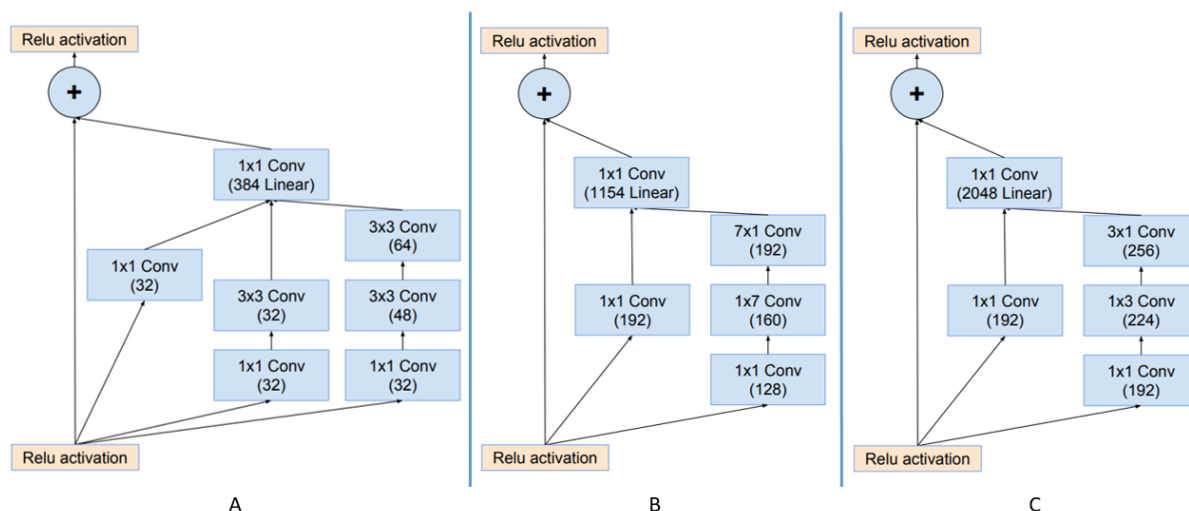 Relu activation
+
1x1 Conv
(384 Linear)
3x3 Conv
(64)
1x1 Conv
(32)
3x3 Conv
(32)
3x3 Conv
(48)
1x1 Conv
(32)
1x1 Conv
(32)
Relu activation
A
Relu activation
+
1x1 Conv
(1154 Linear)
7x1 Conv
(192)
1x1 Conv
(192)
1x7 Conv
(160)
1x1 Conv
(128)
Relu activation
B
Relu activation
+
1x1 Conv
(2048 Linear)
3x1 Conv
(256)
1x1 Conv
(192)
1x3 Conv
(224)
1x1 Conv
(192)
Relu activation
C